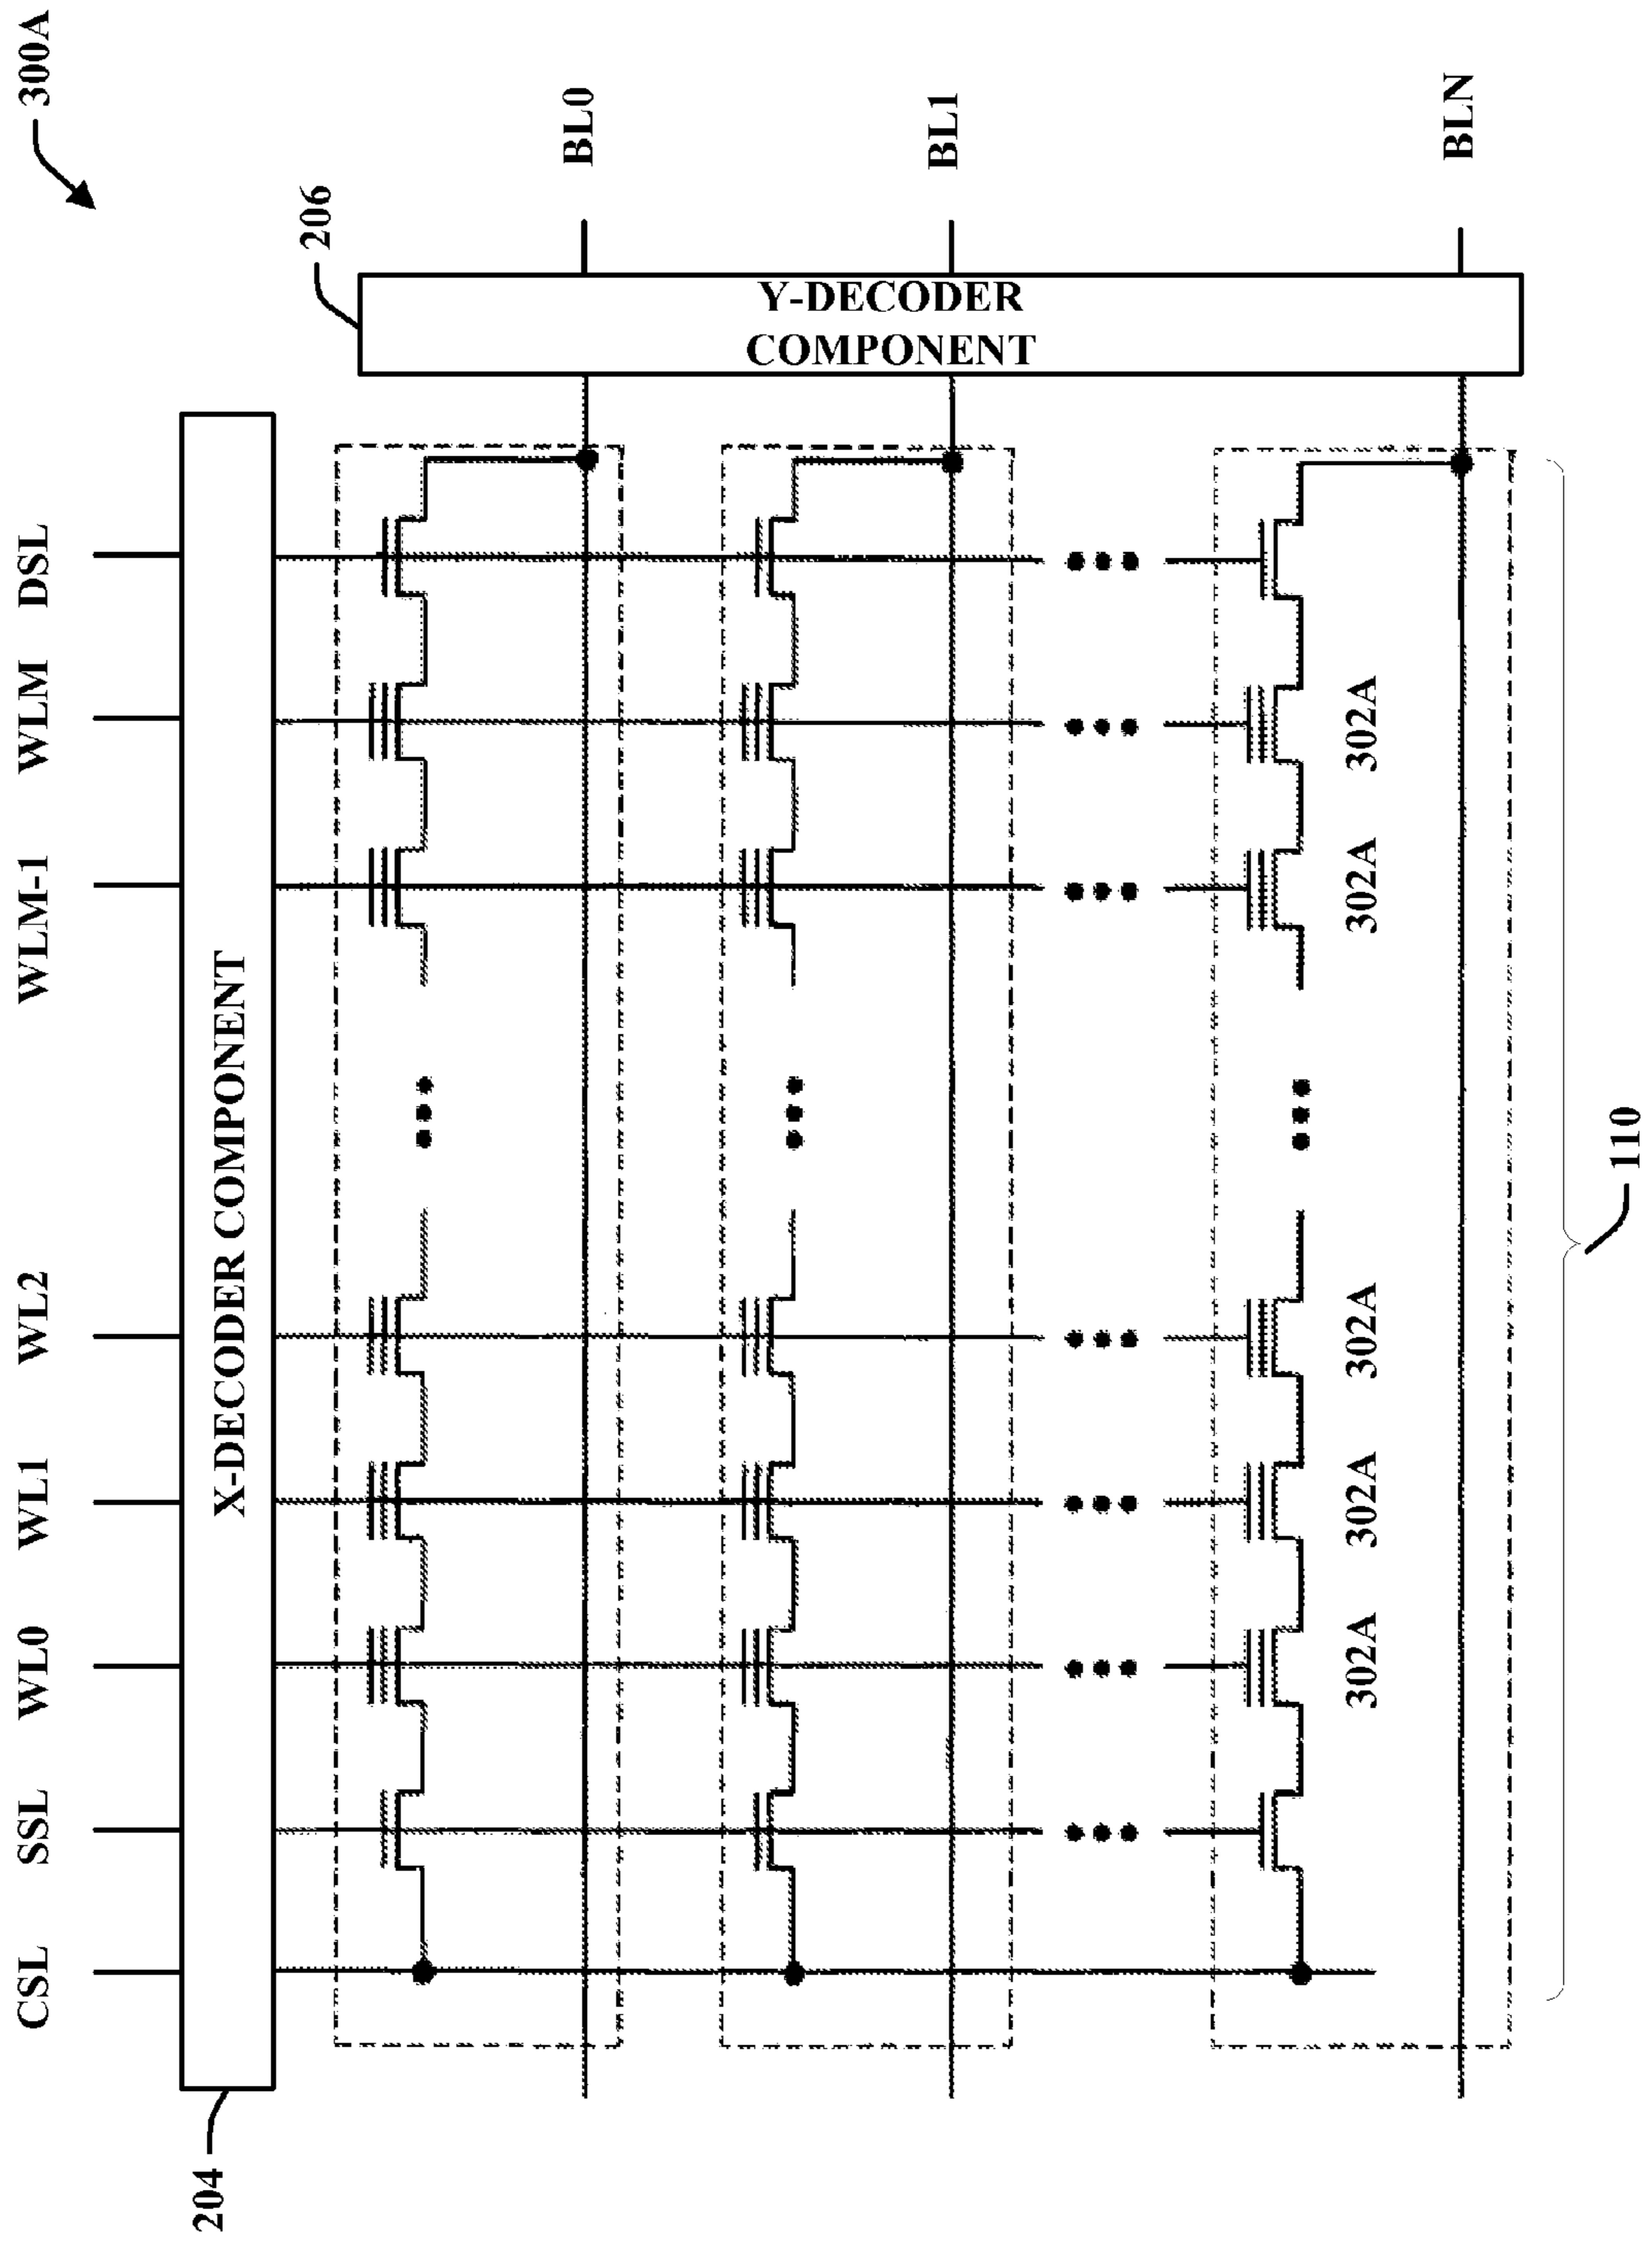 300A
CSL SSL WL0 WL1 WL2 WLM-1 WLM DSL
204
X-DECODER COMPONENT
206
Y-DECODER
COMPONENT
BL0
BL1
BLN
302A 302A 302A 302A 302A
110